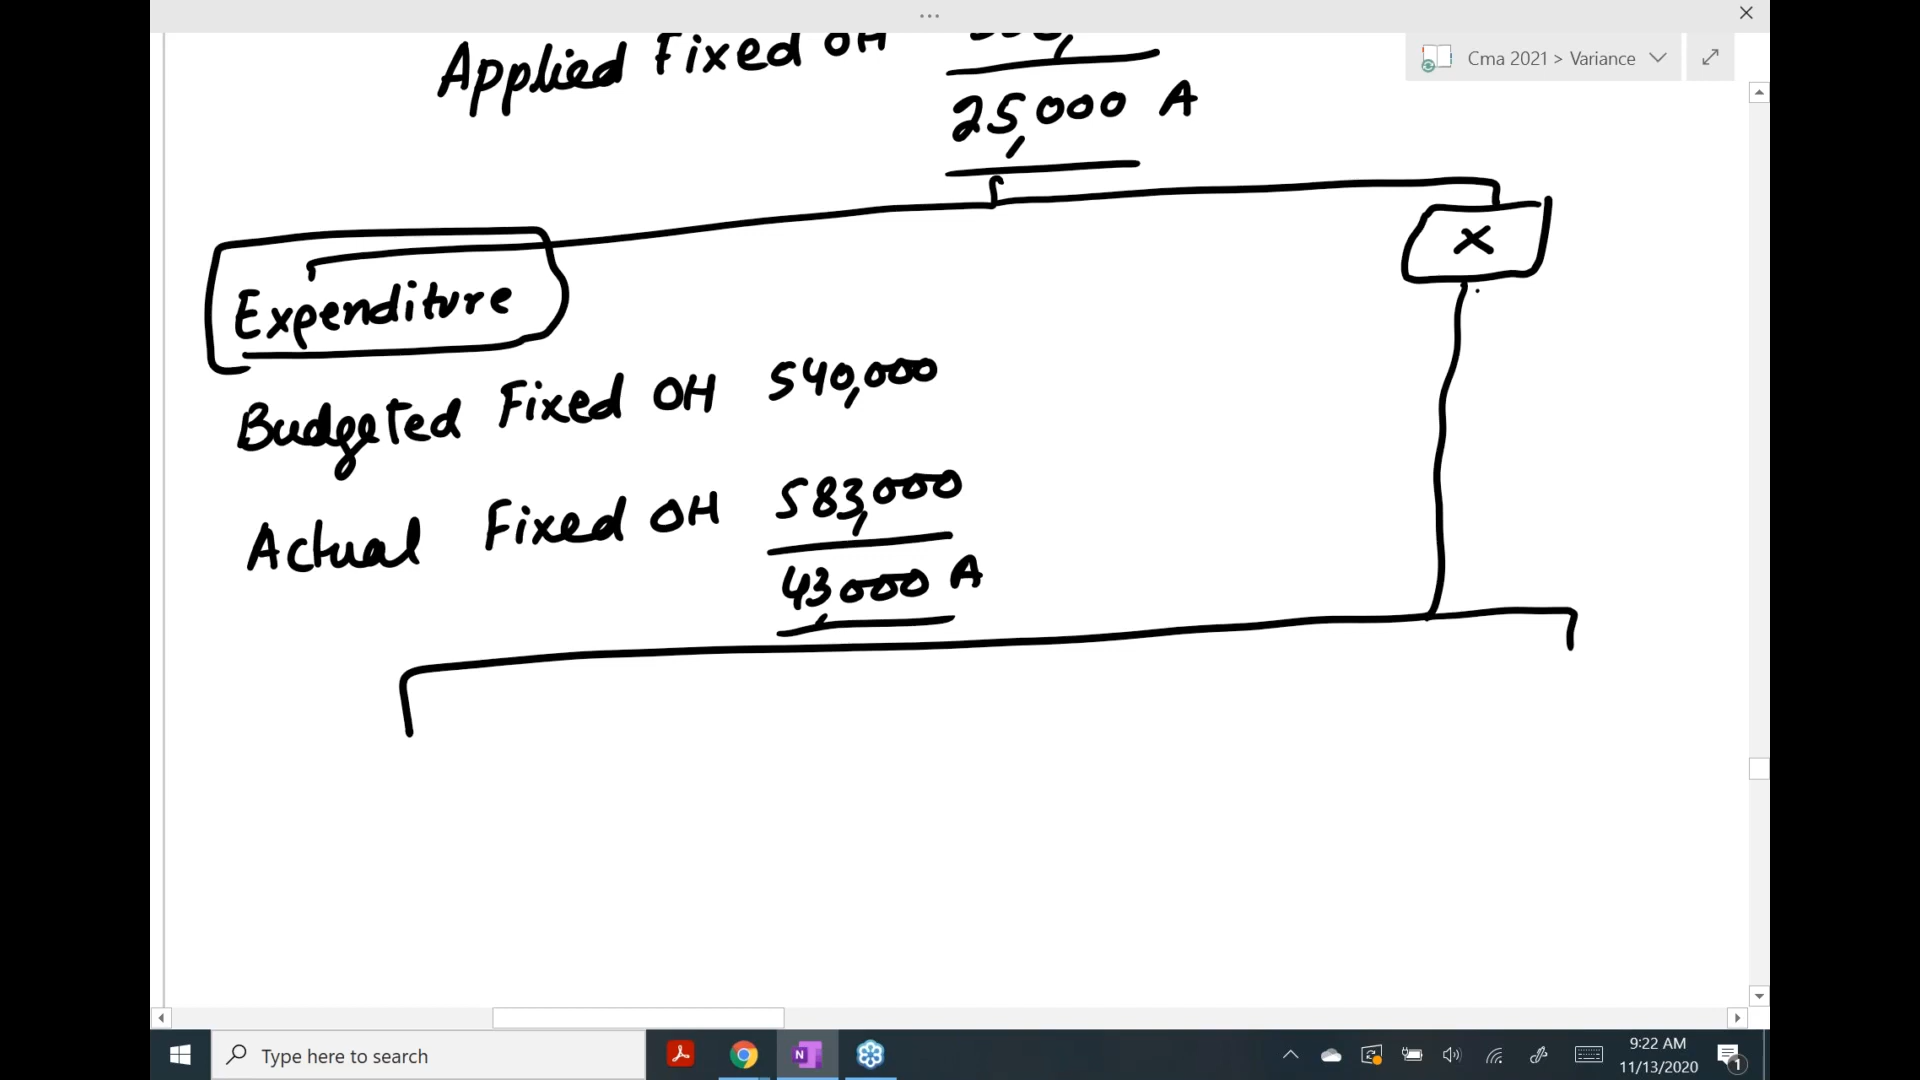 Cma 2021 > Variance
Applied Fixed OH
25,000 A
X
Expenditure
Budgeted Fixed OH 540,000
Actual Fixed OH 583,000
43,000 A
Type here to search
9:22 AM
11/13/2020
1